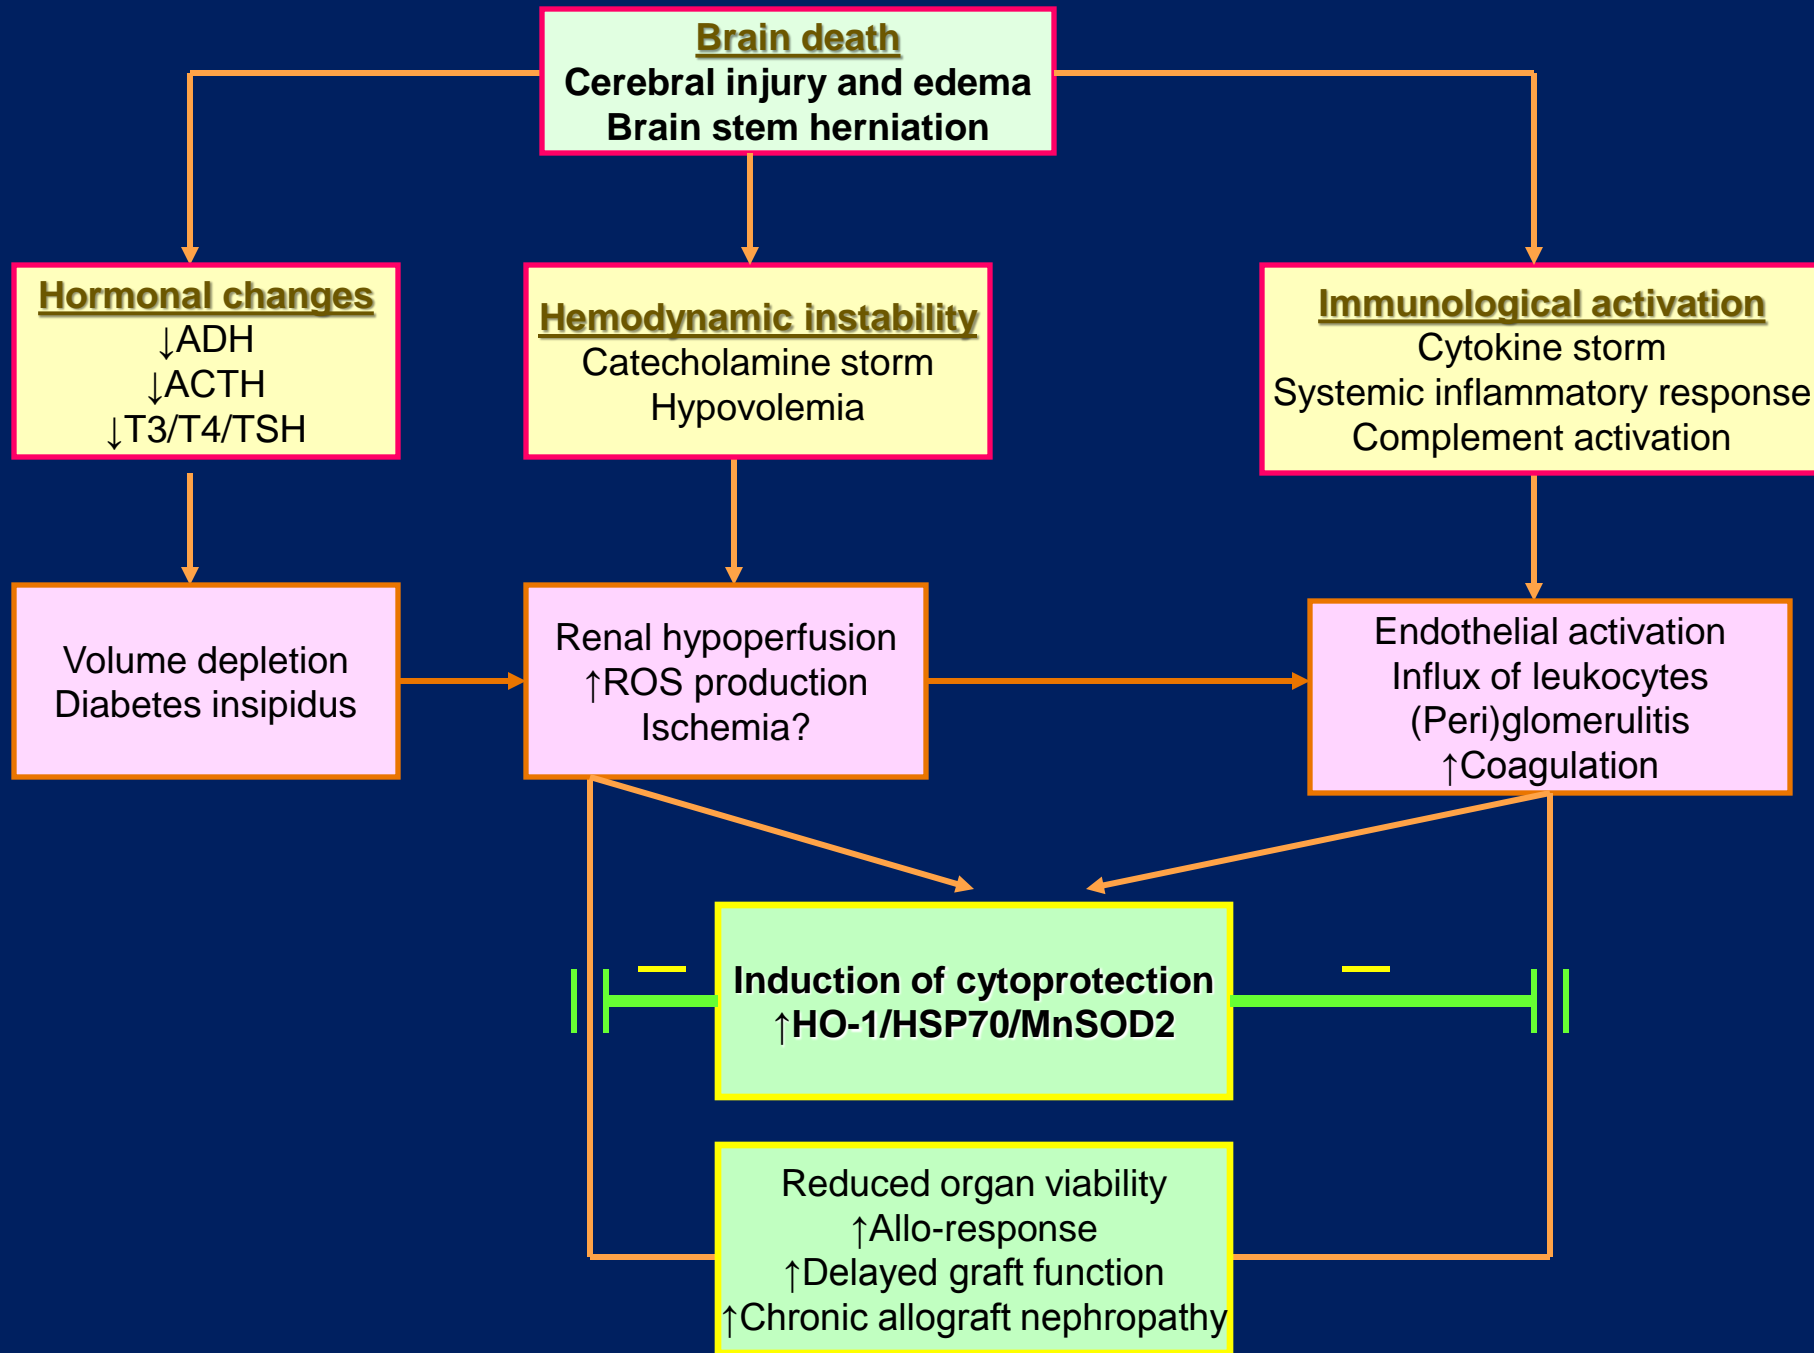 Brain death
Cerebral injury and edema
Brain stem herniation
Hormonal changes
↓ADH
↓ACTH
↓T3/T4/TSH
Hemodynamic instability
Catecholamine storm
Hypovolemia
Immunological activation
Cytokine storm
Systemic inflammatory response
Complement activation
Volume depletion
Diabetes insipidus
Renal hypoperfusion
↑ROS production
Ischemia?
Endothelial activation
Influx of leukocytes
(Peri)glomerulitis
↑Coagulation
Induction of cytoprotection
↑HO-1/HSP70/MnSOD2
Reduced organ viability
↑Allo-response
↑Delayed graft function
↑Chronic allograft nephropathy